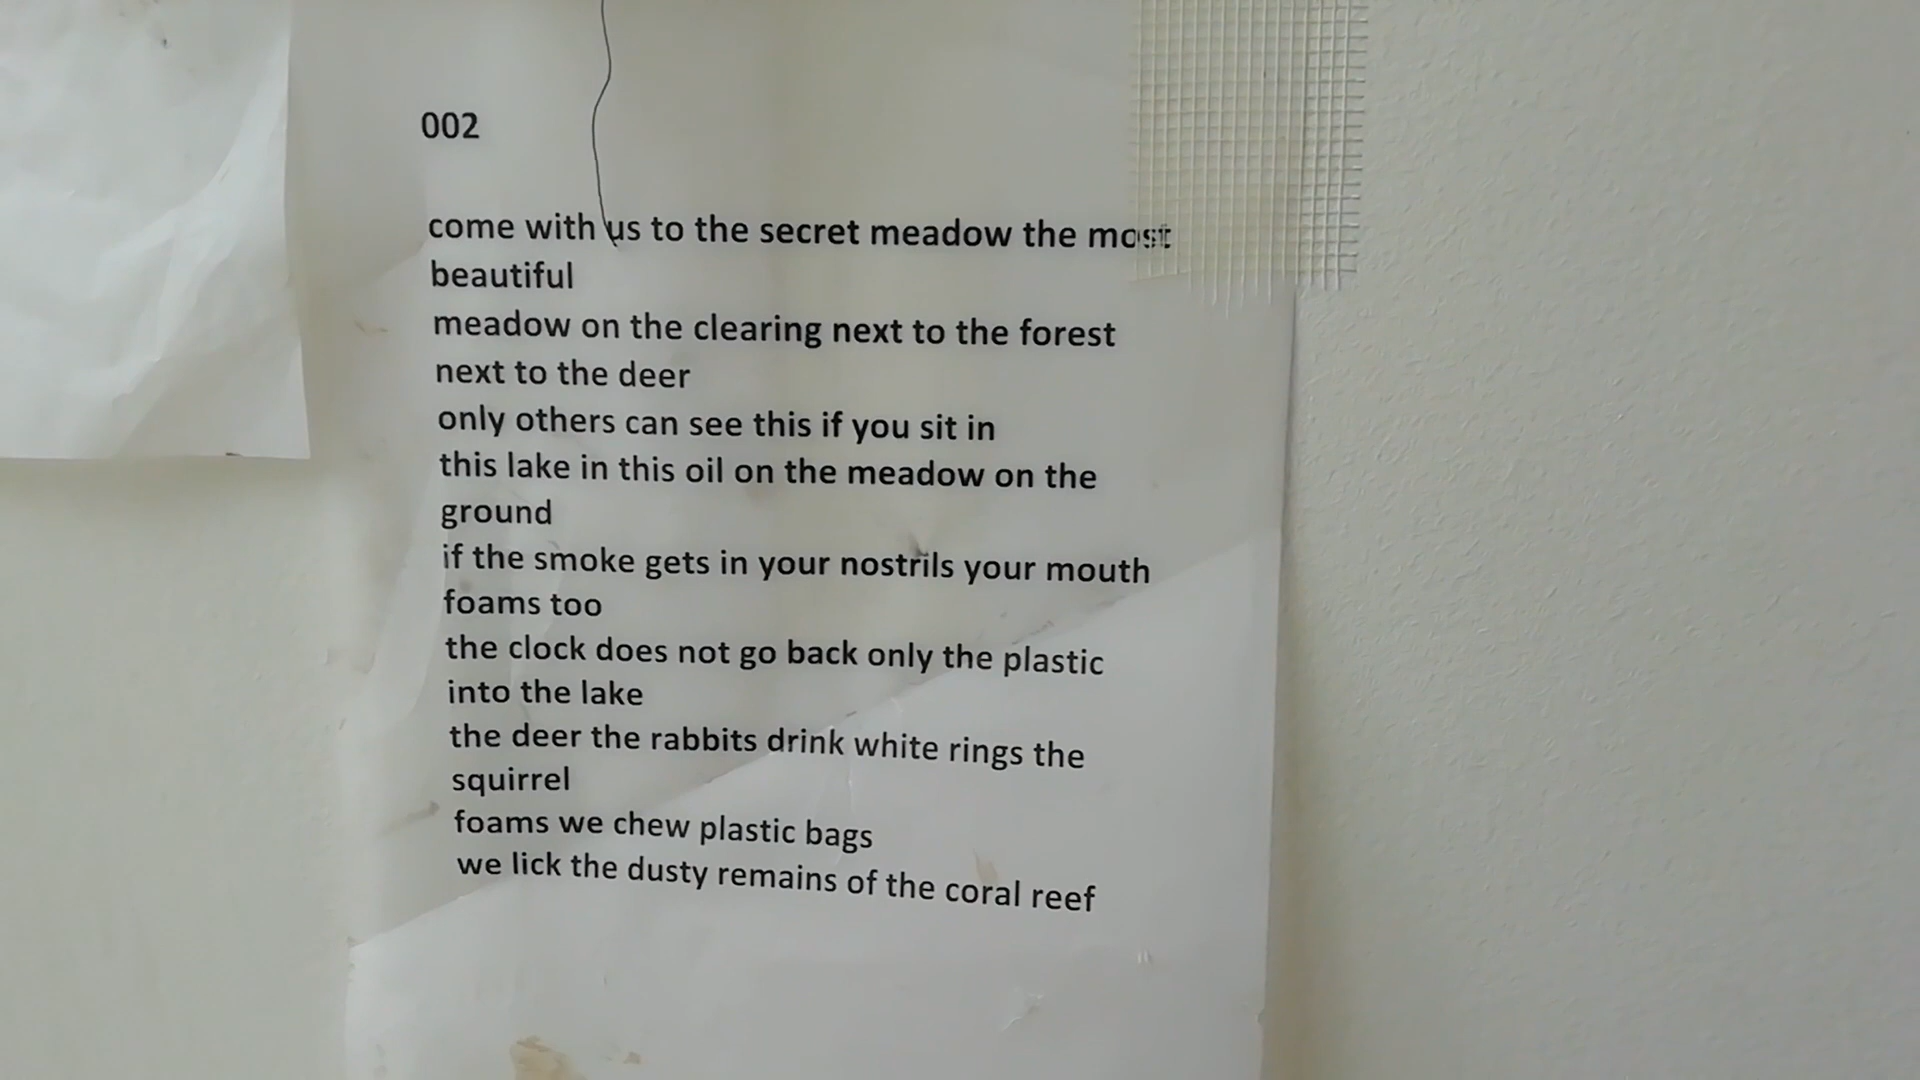 002
come with us to the secret meadow the most
beautiful
meadow on the clearing next to the forest
next to the deer
only others can see this if you sit in
this lake in this oil on the meadow on the
ground
if the smoke gets in your nostrils your mouth
foams too
the clock does not go back only the plastic
into the lake
the deer the rabbits drink white rings the
squirrel
foams we chew plastic bags
we lick the dusty remains of the coral reef